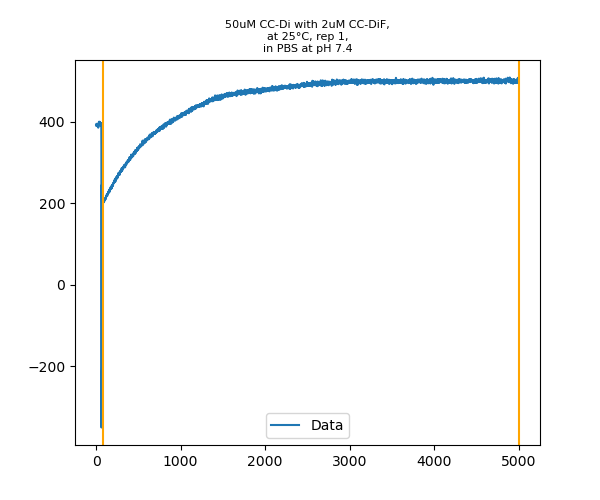 50uM CC-Di with 2uM CC-DiF,
at 25°C, rep 1,
in PBS at pH 7.4
400
200
0
−200
Data
0 1000 2000 3000 4000 5000